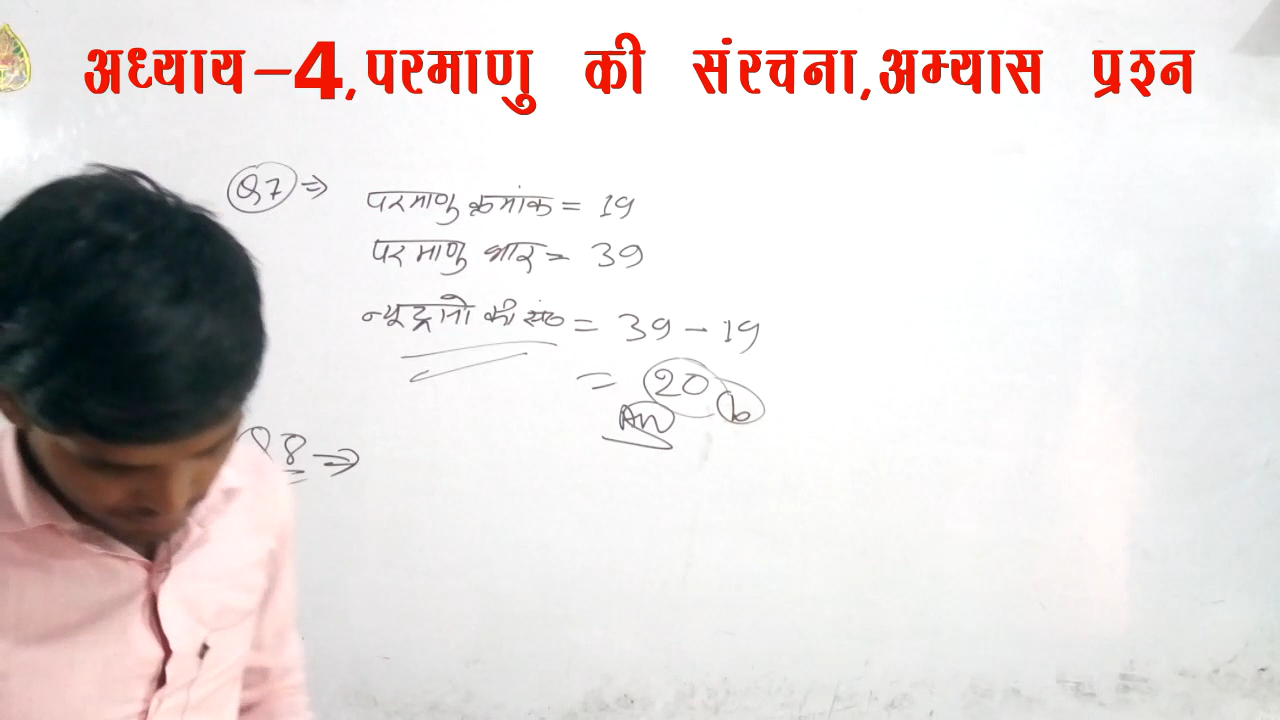 अध्याय-4,परमाणु की संरचना,अभ्यास प्रश्न
Q7 ⇒ परमाणु क्रमांक = 19
परमाणु भार = 39
न्यूट्रानो की सं० = 39 - 19
= 20 b
Ans
Q8 ⇒